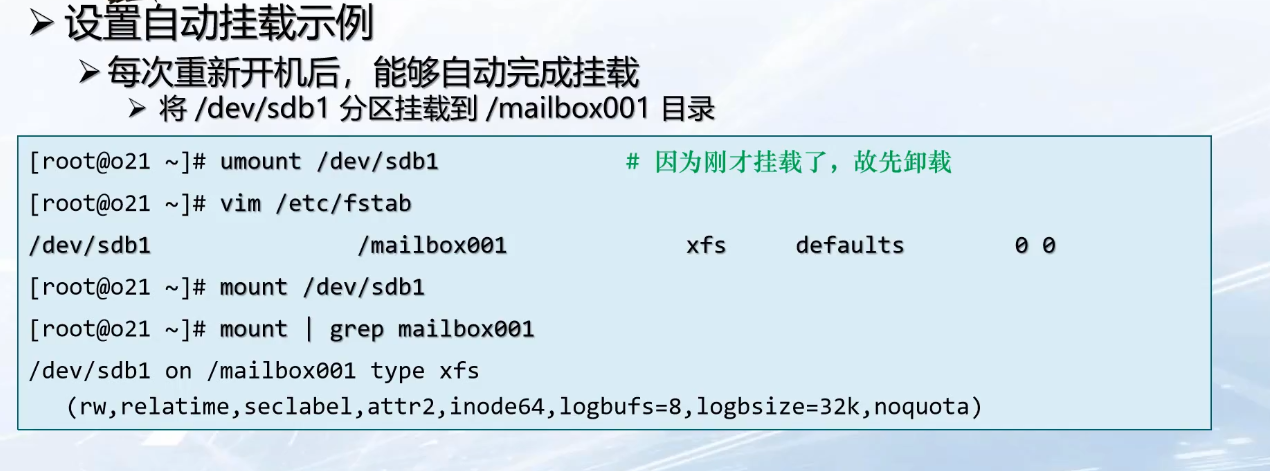 ➢ 设置自动挂载示例
➢ 每次重新开机后，能够自动完成挂载
➢ 将 /dev/sdb1 分区挂载到 /mailbox001 目录
[root@o21 ~]# umount /dev/sdb1 # 因为刚才挂载了，故先卸载
[root@o21 ~]# vim /etc/fstab
/dev/sdb1 /mailbox001 xfs defaults 0 0
[root@o21 ~]# mount /dev/sdb1
[root@o21 ~]# mount | grep mailbox001
/dev/sdb1 on /mailbox001 type xfs
(rw,relatime,seclabel,attr2,inode64,logbufs=8,logbsize=32k,noquota)